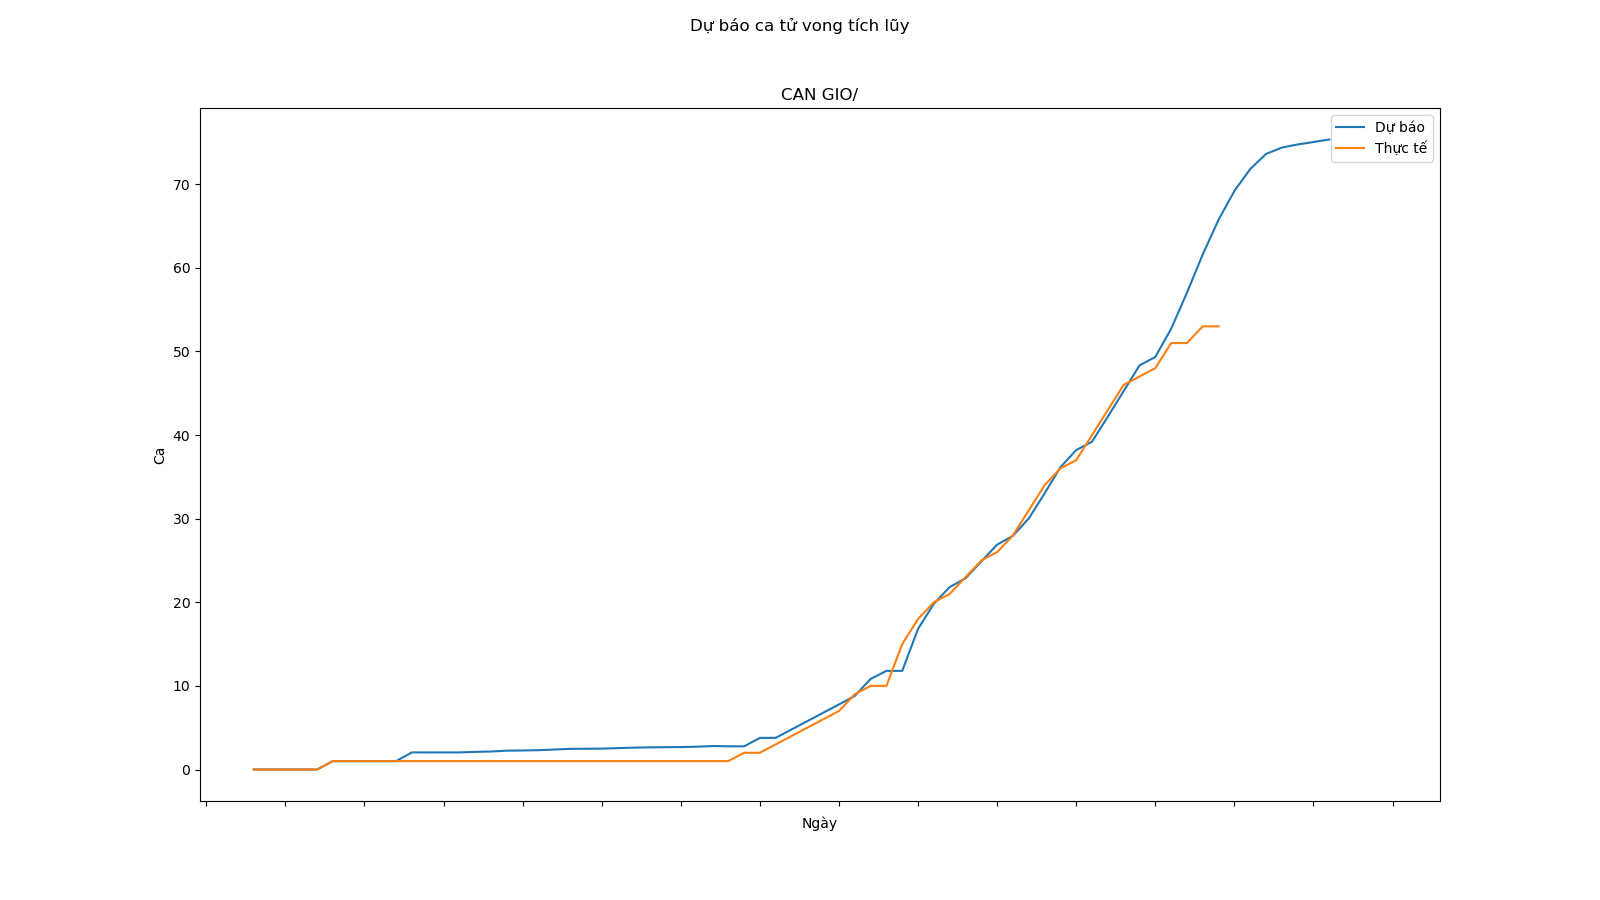 Dự báo ca tử vong tích lũy
CAN GIO/
Dự báo
Thực tế
70
60
50
40
30
20
10
0
Ca
Ngày